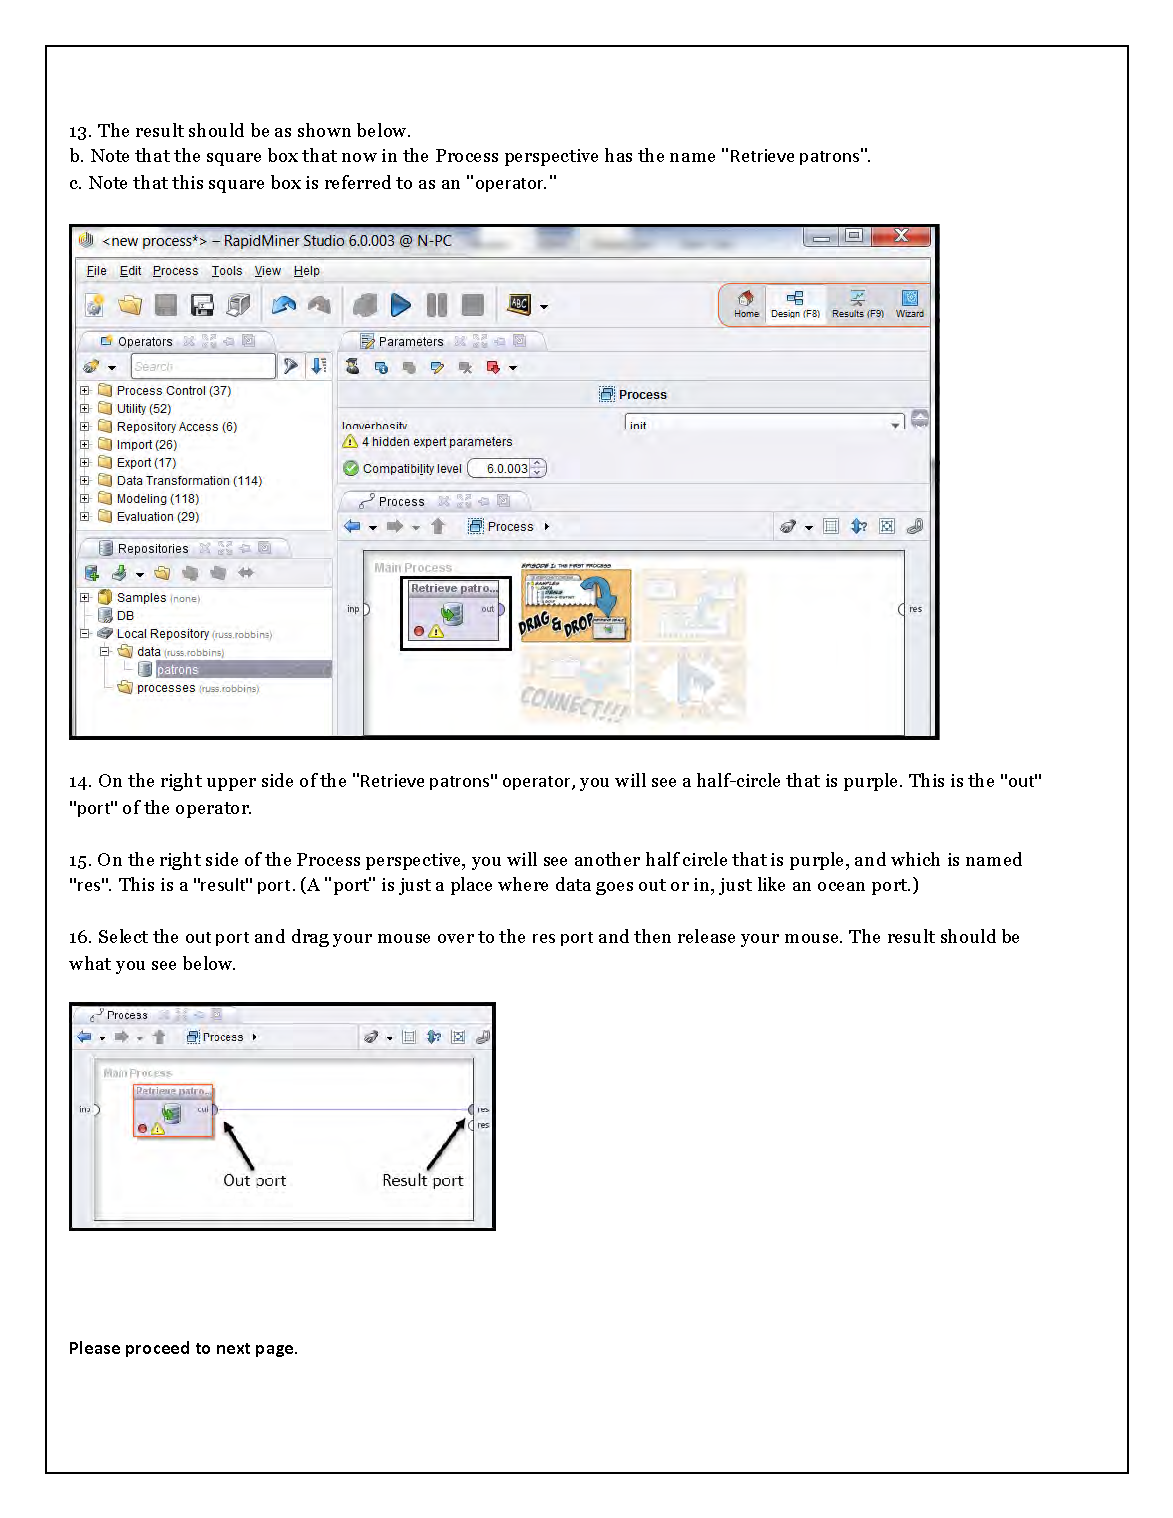 13. The result should be as shown below.
b. Note that the square box that now in the Process perspective has the name "Retrieve patrons".
c. Note that this square box is referred to as an "operator."
<new process*> – RapidMiner Studio 6.0.003 @ N-PC
File Edit Process Tools View Help
ABC
Home Design (F8) Results (F9) Wizard
Operators
Search
Process Control (37)
Utility (52)
Repository Access (6)
Import (26)
Export (17)
Data Transformation (114)
Modeling (118)
Evaluation (29)
Parameters
Process
logverbosity init
4 hidden expert parameters
Compatibility level 6.0.003
Repositories
Samples (none)
DB
Local Repository (russ.robbins)
data (russ.robbins)
patrons
processes (russ.robbins)
Process
Process
Main Process
inp
Retrieve patro...
out
EPISODE 1: THE FIRST PROCESS
DRAG & DROP
CONNECT!!!
res
14. On the right upper side of the "Retrieve patrons" operator, you will see a half-circle that is purple. This is the "out"
"port" of the operator.
15. On the right side of the Process perspective, you will see another half circle that is purple, and which is named
"res". This is a "result" port. (A "port" is just a place where data goes out or in, just like an ocean port.)
16. Select the out port and drag your mouse over to the res port and then release your mouse. The result should be
what you see below.
Process
Process
Main Process
Retrieve patro...
inp
out
res
res
Out port Result port
Please proceed to next page.